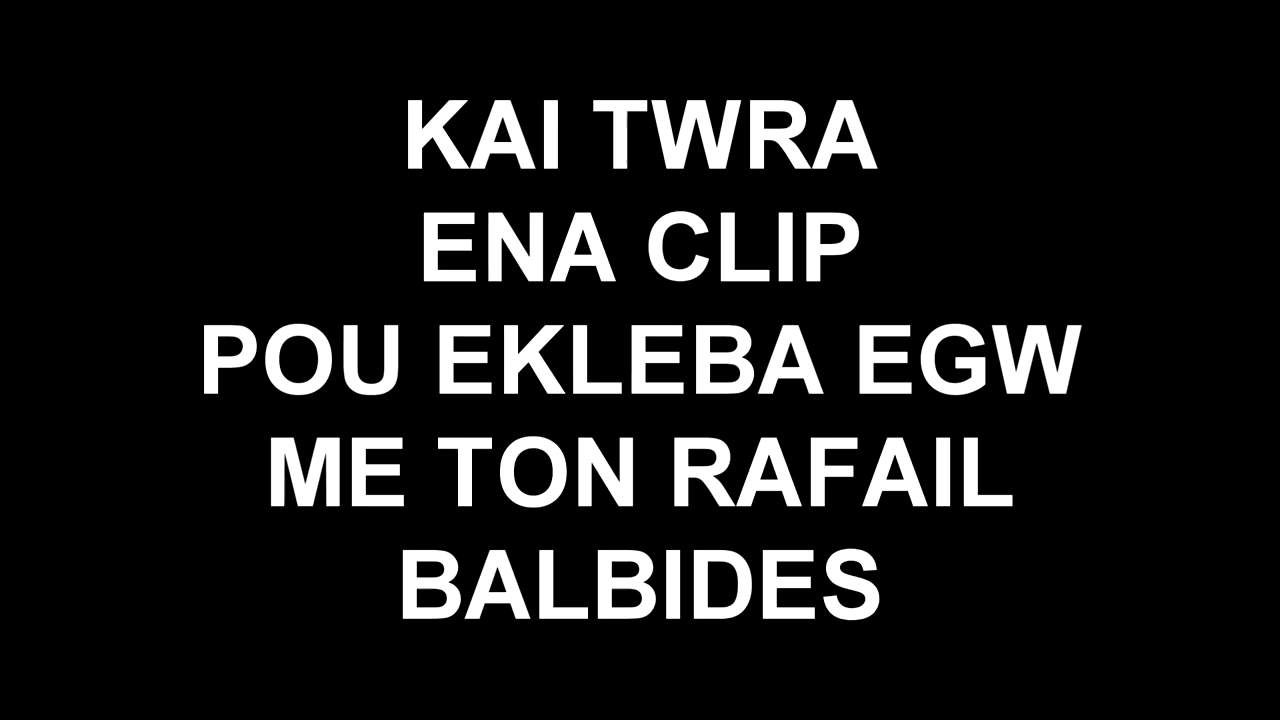 KAI TWRA
ENA CLIP
POU EKLEBA EGW
ME TON RAFAIL
BALBIDES